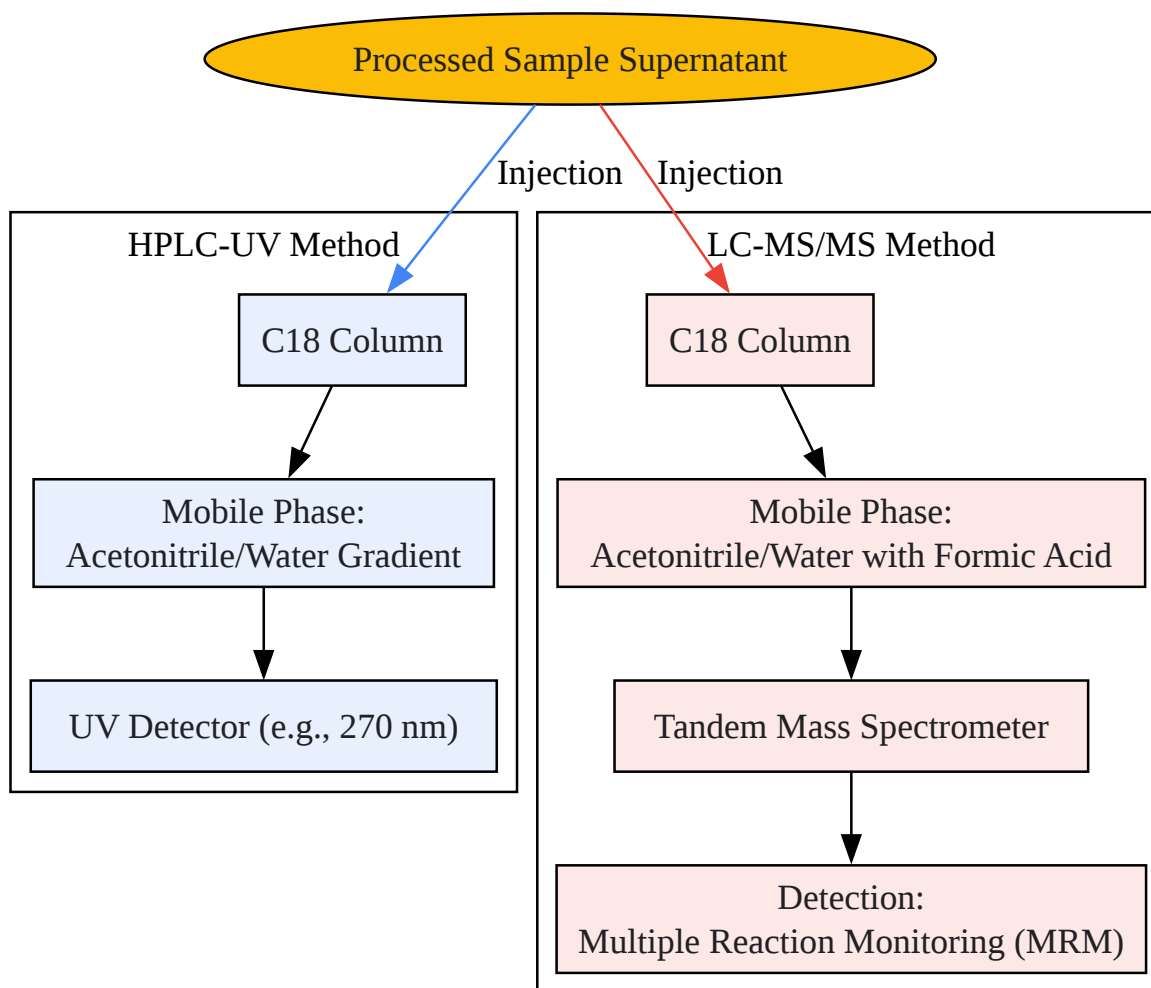 Processed Sample Supernatant
Injection
Injection
HPLC-UV Method
C18 Column
Mobile Phase:
Acetonitrile/Water Gradient
UV Detector (e.g., 270 nm)
LC-MS/MS Method
C18 Column
Mobile Phase:
Acetonitrile/Water with Formic Acid
Tandem Mass Spectrometer
Detection:
Multiple Reaction Monitoring (MRM)